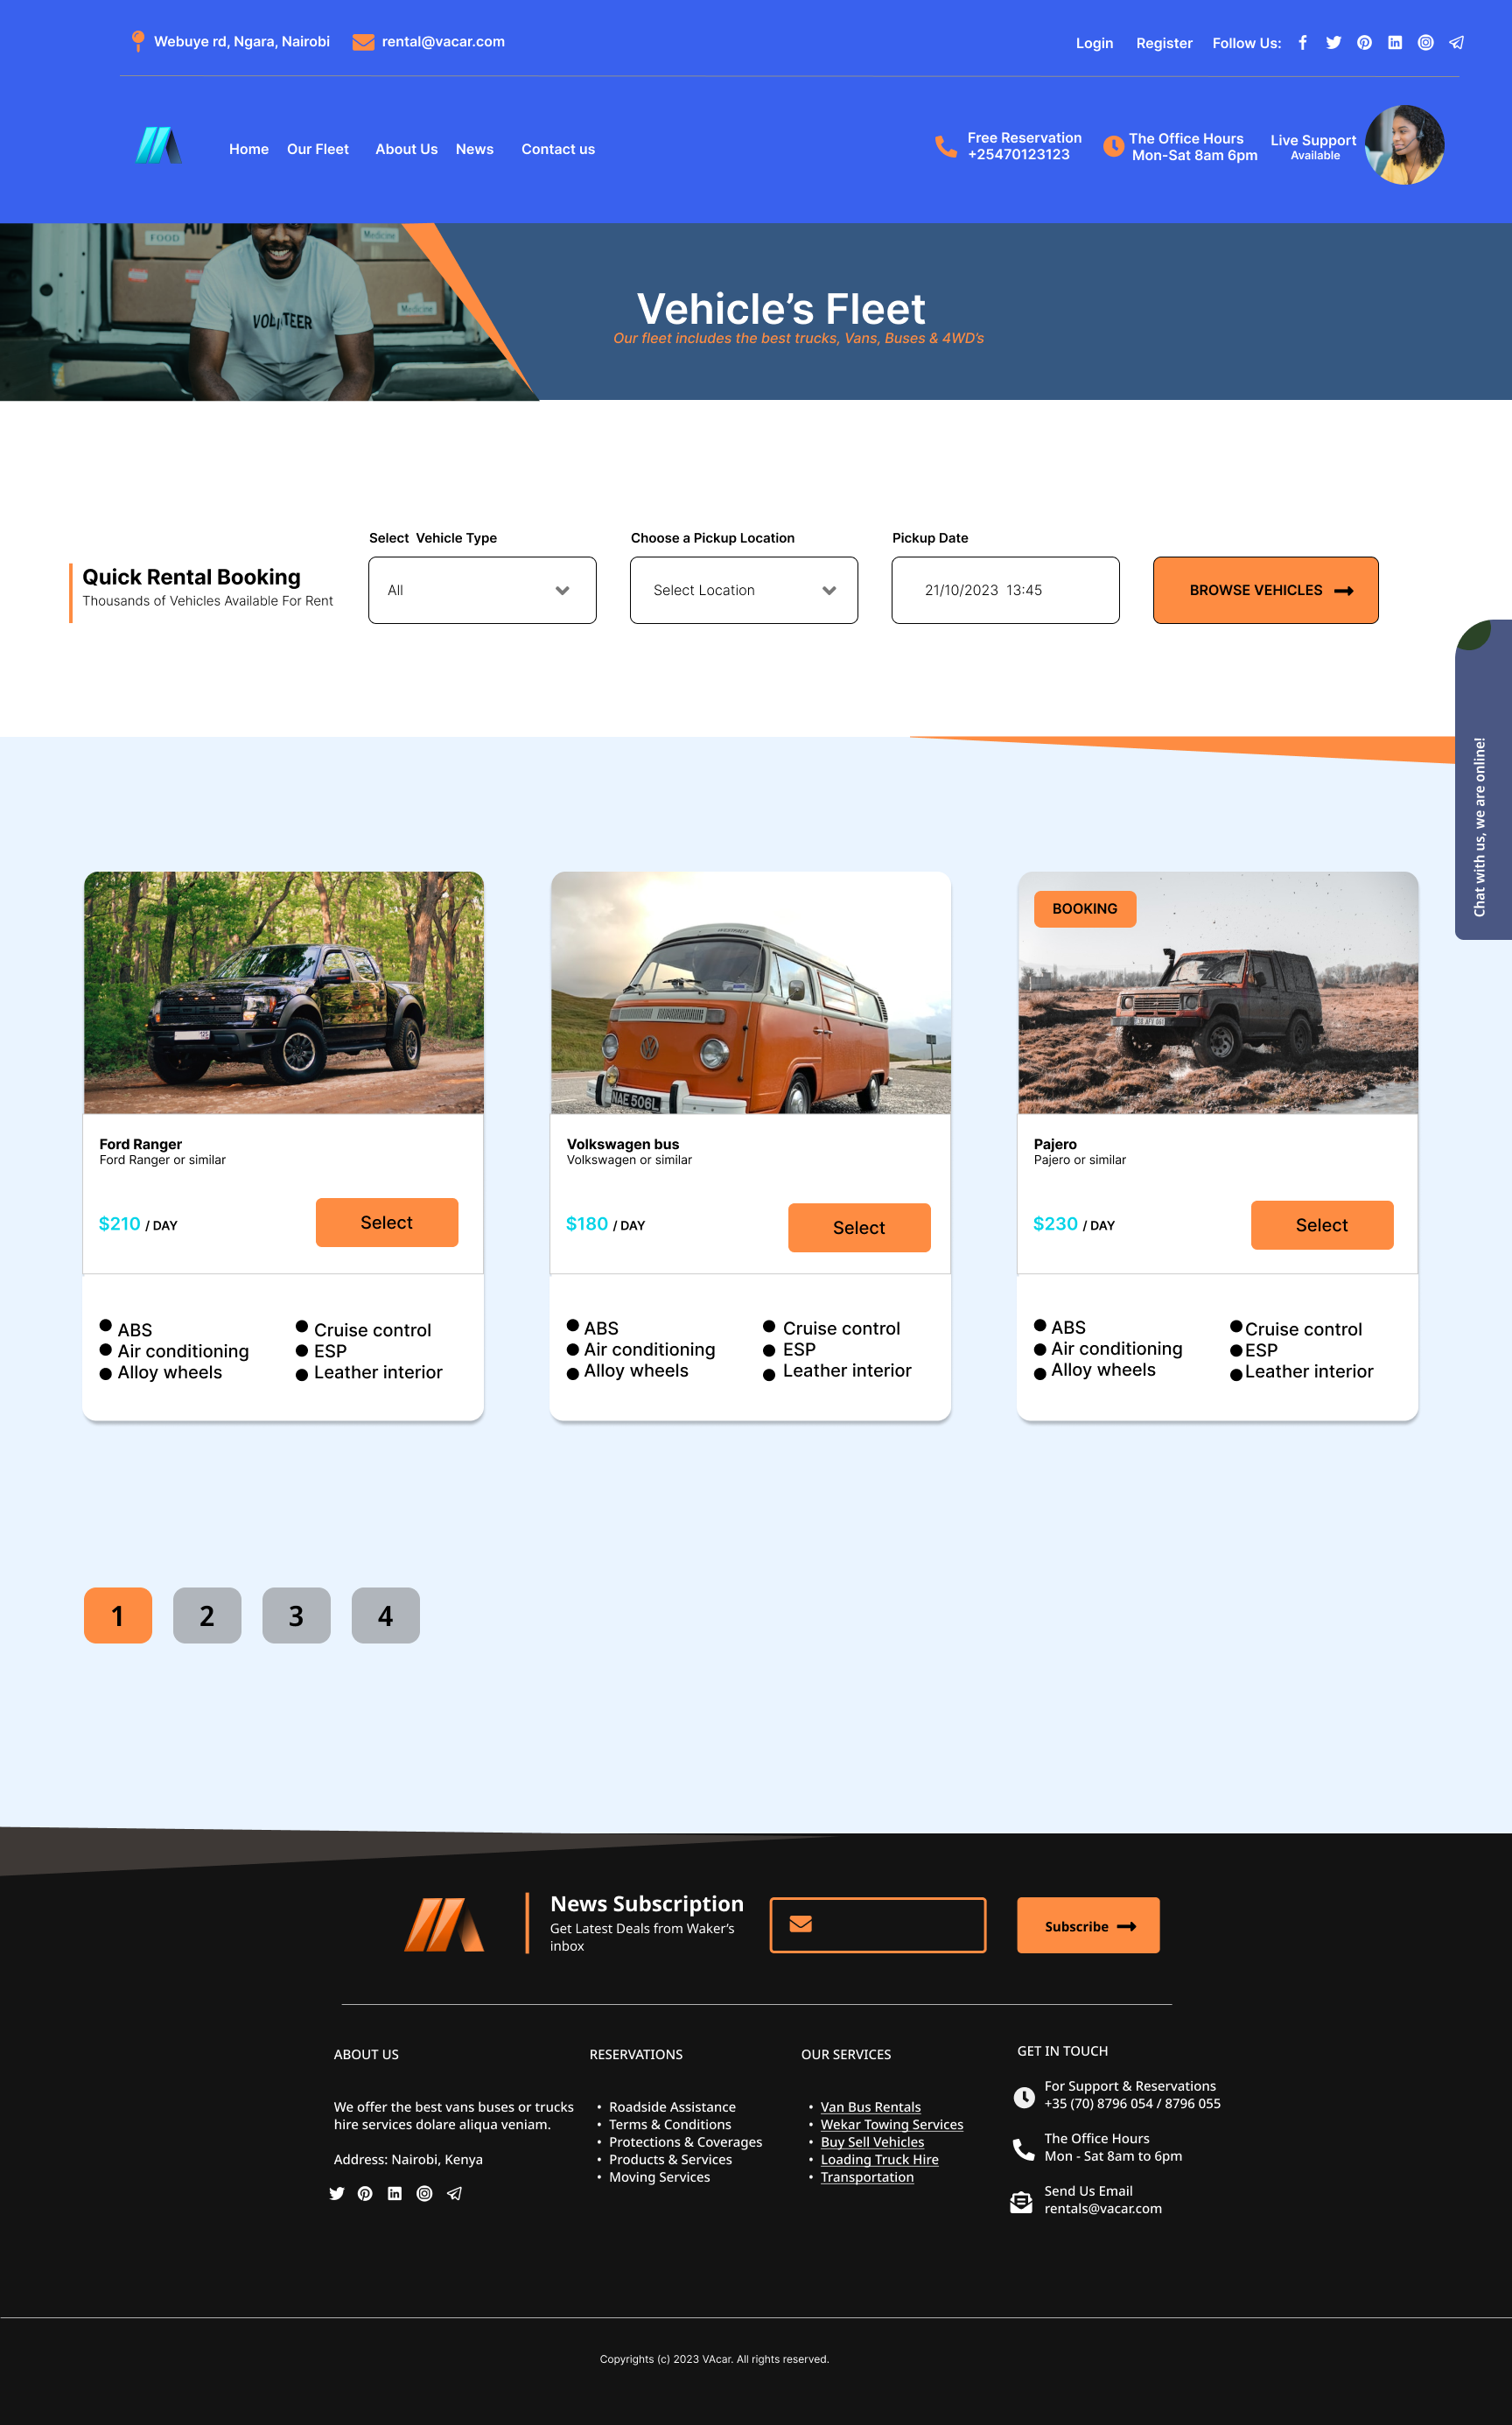 Webuye rd, Ngara, Nairobi
rental@vacar.com
Login
Register
Follow Us:
Home
Our Fleet
About Us
News
Contact us
Free Reservation
+25470123123
The Office Hours
Mon-Sat 8am 6pm
Live Support
Available
AID
FOOD
Medicine
Medicine
VOLUNTEER
Vehicle’s Fleet
Our fleet includes the best trucks, Vans, Buses & 4WD’s
Quick Rental Booking
Thousands of Vehicles Available For Rent
Select Vehicle Type
All
Choose a Pickup Location
Select Location
Pickup Date
21/10/2023 13:45
BROWSE VEHICLES
Chat with us, we are online!
NAE 506L
BOOKING
Ford Ranger
Ford Ranger or similar
$210 / DAY
Select
ABS
Air conditioning
Alloy wheels
Cruise control
ESP
Leather interior
Volkswagen bus
Volkswagen or similar
$180 / DAY
Select
ABS
Air conditioning
Alloy wheels
Cruise control
ESP
Leather interior
Pajero
Pajero or similar
$230 / DAY
Select
ABS
Air conditioning
Alloy wheels
Cruise control
ESP
Leather interior
1
2
3
4
News Subscription
Get Latest Deals from Waker’s
inbox
Subscribe
ABOUT US
We offer the best vans buses or trucks
hire services dolare aliqua veniam.
Address: Nairobi, Kenya
RESERVATIONS
• Roadside Assistance
• Terms & Conditions
• Protections & Coverages
• Products & Services
• Moving Services
OUR SERVICES
• Van Bus Rentals
• Wekar Towing Services
• Buy Sell Vehicles
• Loading Truck Hire
• Transportation
GET IN TOUCH
For Support & Reservations
+35 (70) 8796 054 / 8796 055
The Office Hours
Mon - Sat 8am to 6pm
Send Us Email
rentals@vacar.com
Copyrights (c) 2023 VAcar. All rights reserved.